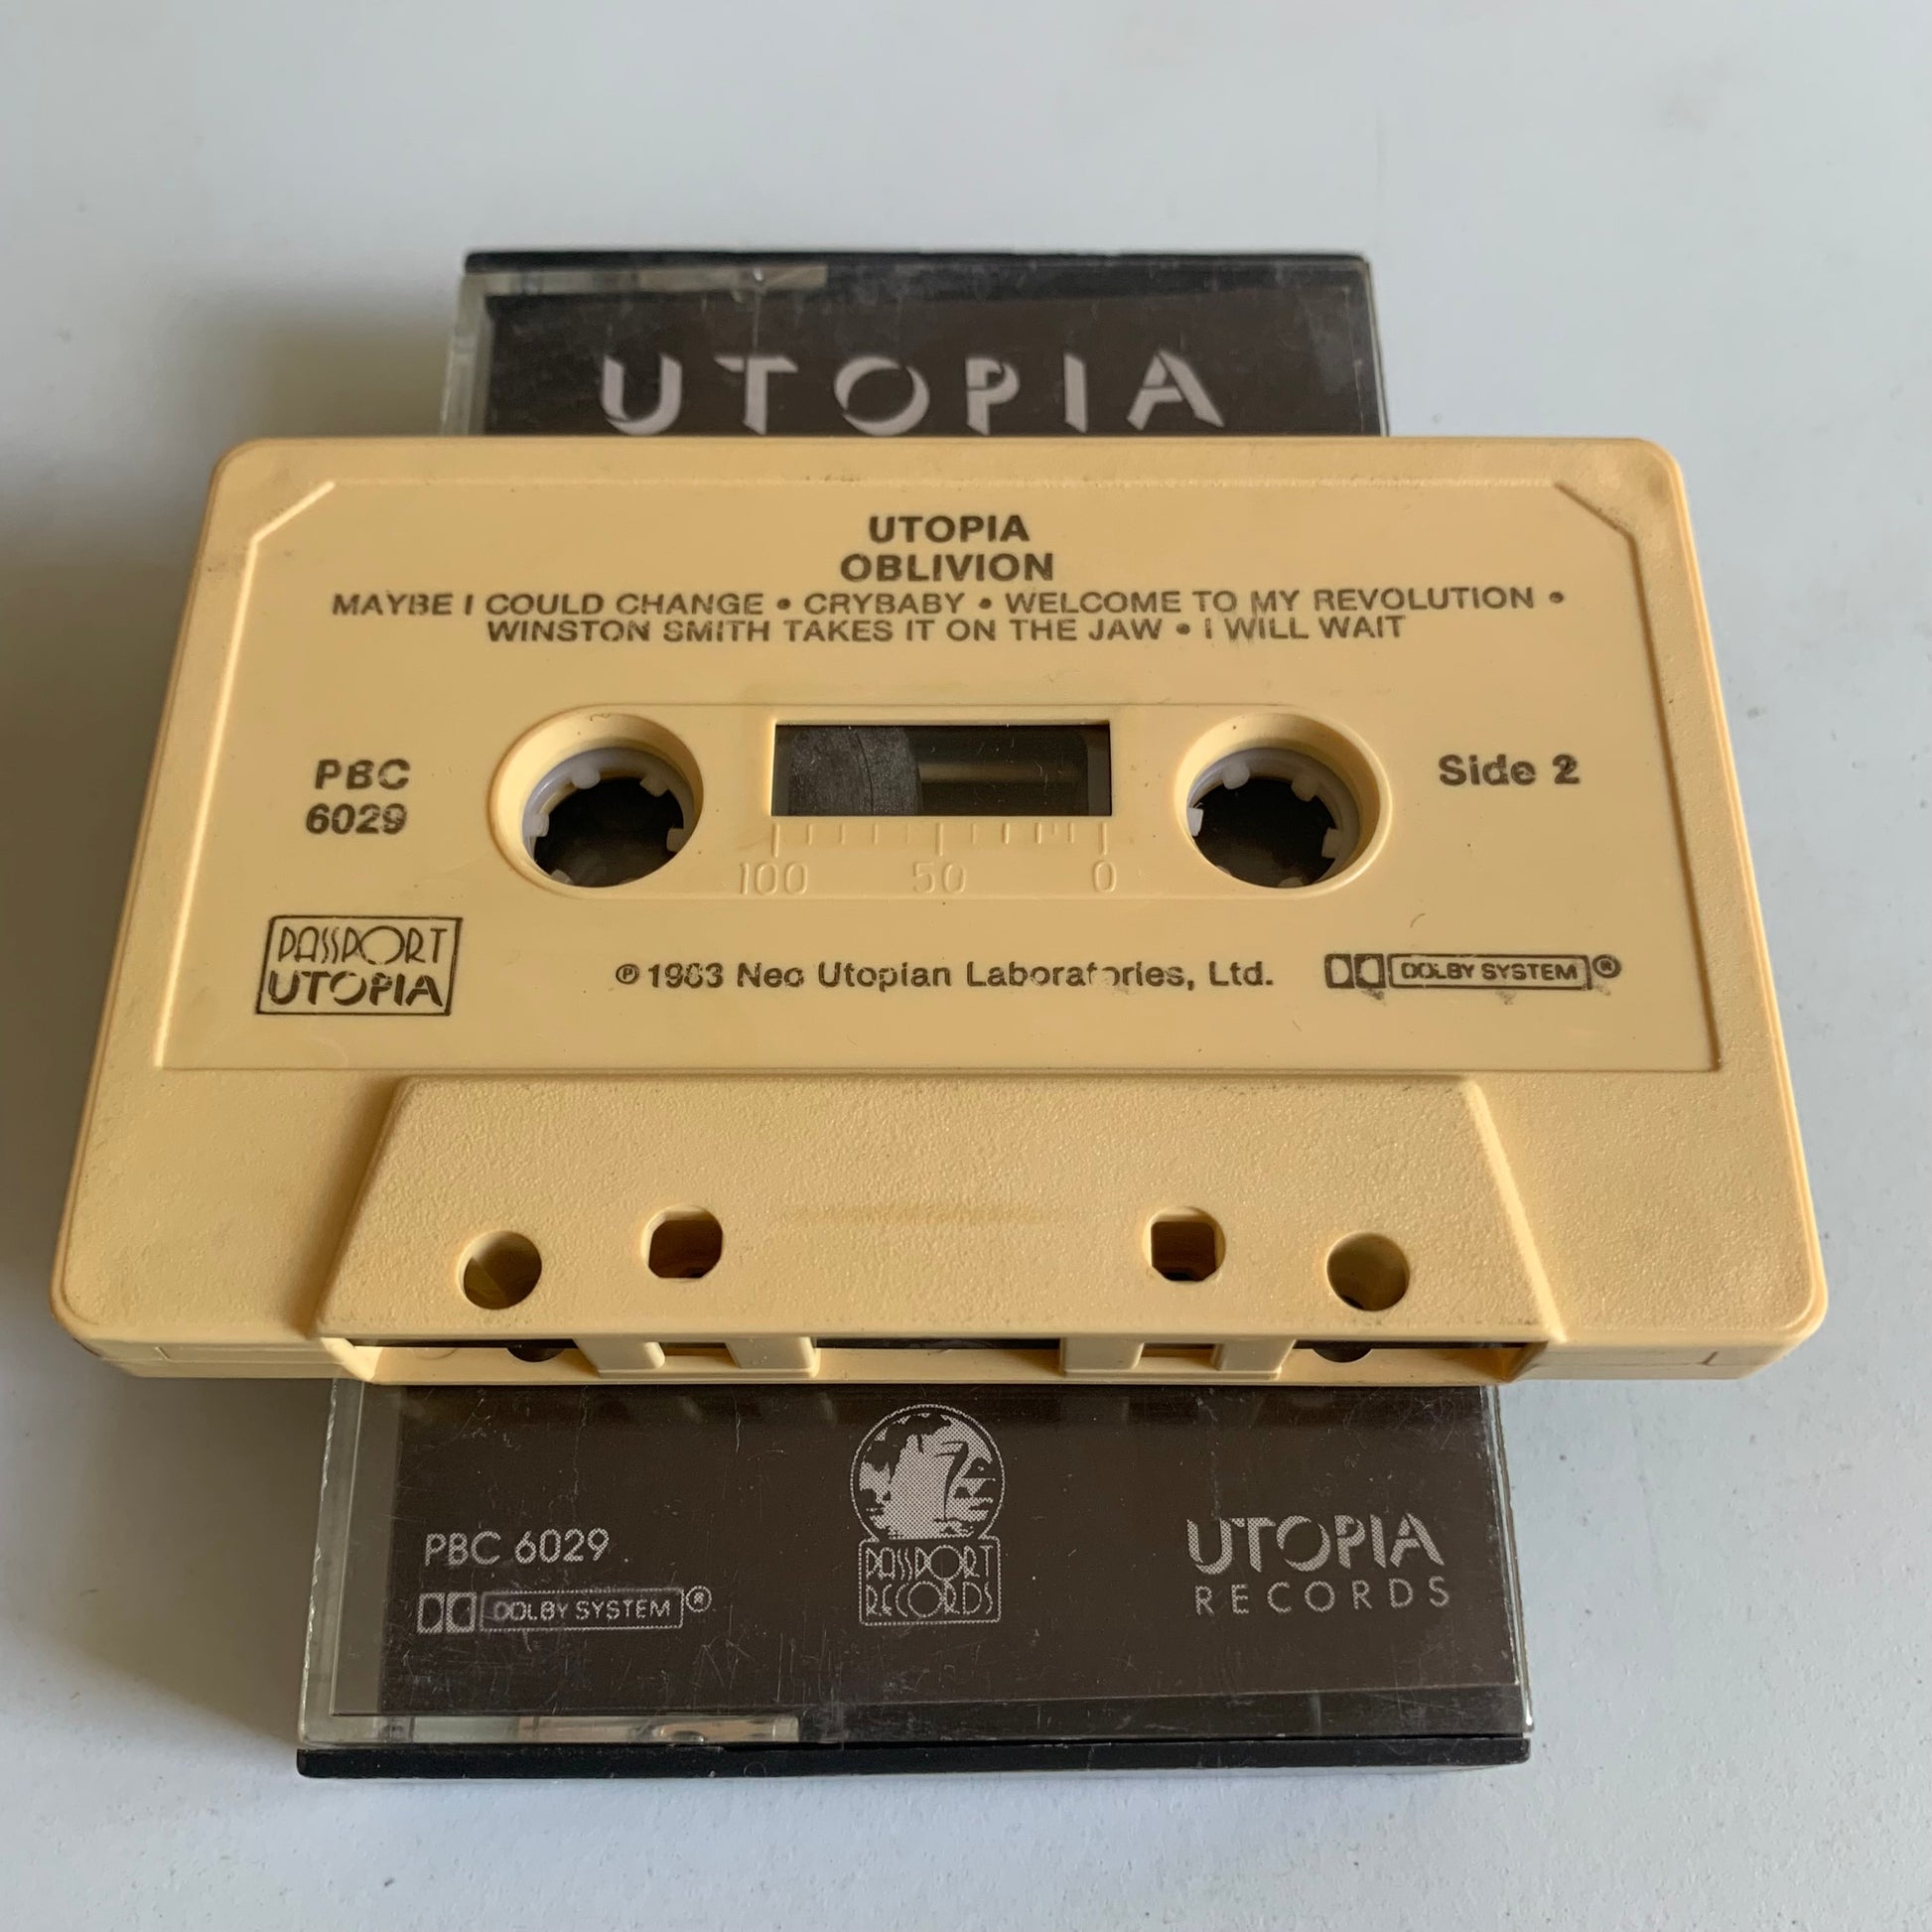 UTOPIA
UTOPIA
OBLIVION
MAYBE I COULD CHANGE • CRYBABY • WELCOME TO MY REVOLUTION •
WINSTON SMITH TAKES IT ON THE JAW • I WILL WAIT
PBC
6029
Side 2
100 50 0
PASSPORT
UTOPIA
℗ 1983 Neo Utopian Laboratories, Ltd.
DOLBY SYSTEM®
PBC 6029
DOLBY SYSTEM®
PASSPORT
RECORDS
UTOPIA
RECORDS